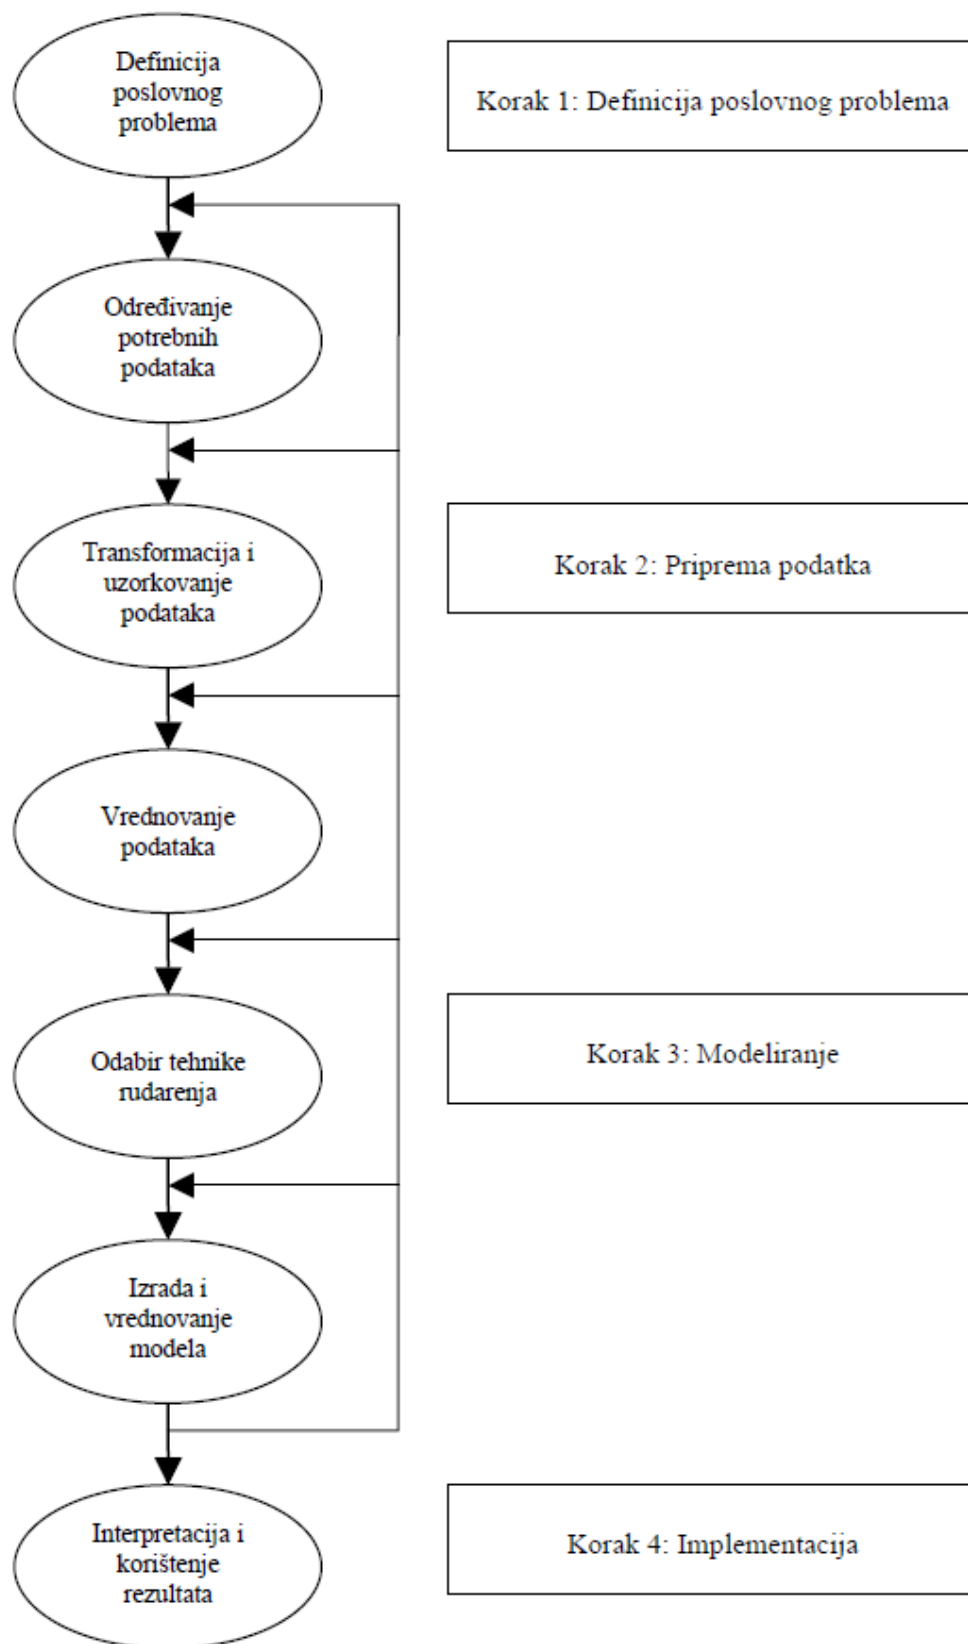 Definicija
poslovnog
problema
Korak 1: Definicija poslovnog problema
Određivanje
potrebnih
podataka
Transformacija i
uzorkovanje
podataka
Korak 2: Priprema podatka
Vrednovanje
podataka
Odabir tehnike
rudarenja
Korak 3: Modeliranje
Izrada i
vrednovanje
modela
Interpretacija i
korištenje
rezultata
Korak 4: Implementacija